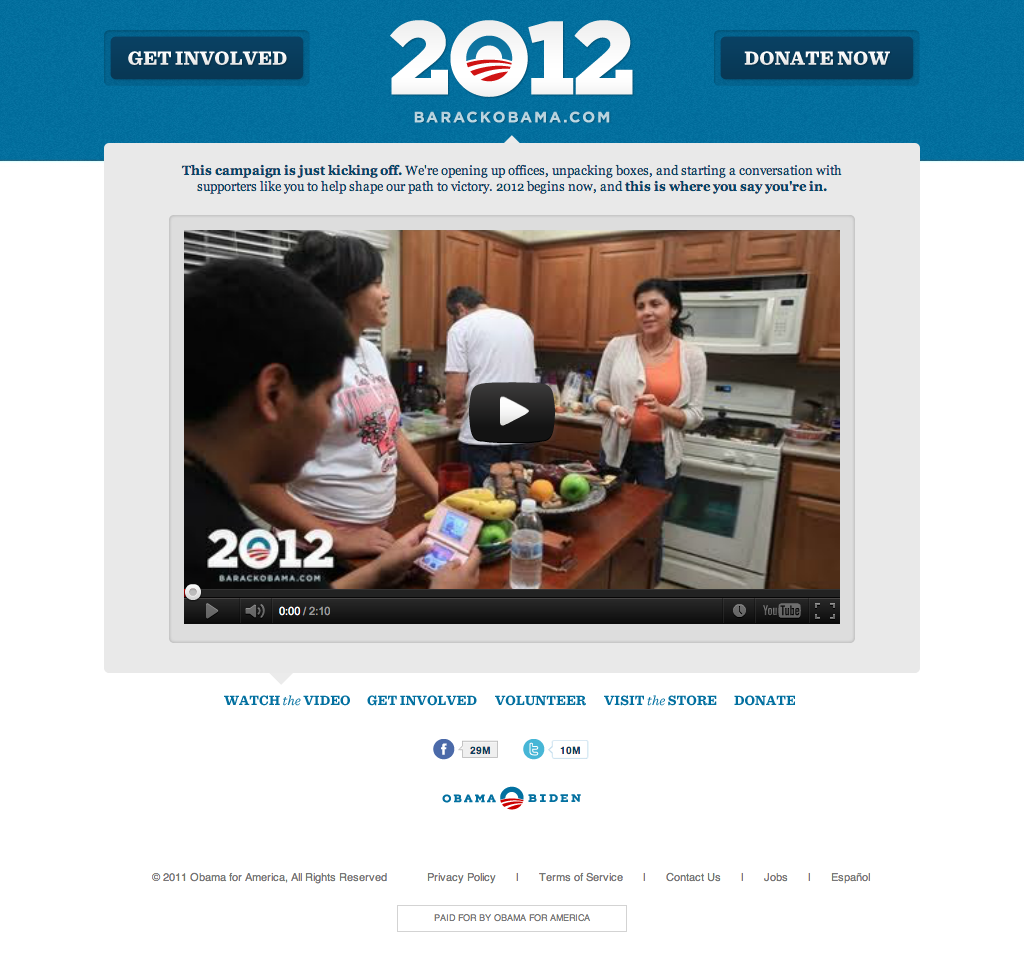 GET INVOLVED
2012
DONATE NOW
BARACKOBAMA.COM
This campaign is just kicking off. We're opening up offices, unpacking boxes, and starting a conversation with
supporters like you to help shape our path to victory. 2012 begins now, and this is where you say you're in.
2012
BARACKOBAMA.COM
0:00 / 2:10
YouTube
WATCH the VIDEO GET INVOLVED VOLUNTEER VISIT the STORE DONATE
f 29M t 10M
OBAMA BIDEN
© 2011 Obama for America, All Rights Reserved Privacy Policy | Terms of Service | Contact Us | Jobs | Español
PAID FOR BY OBAMA FOR AMERICA